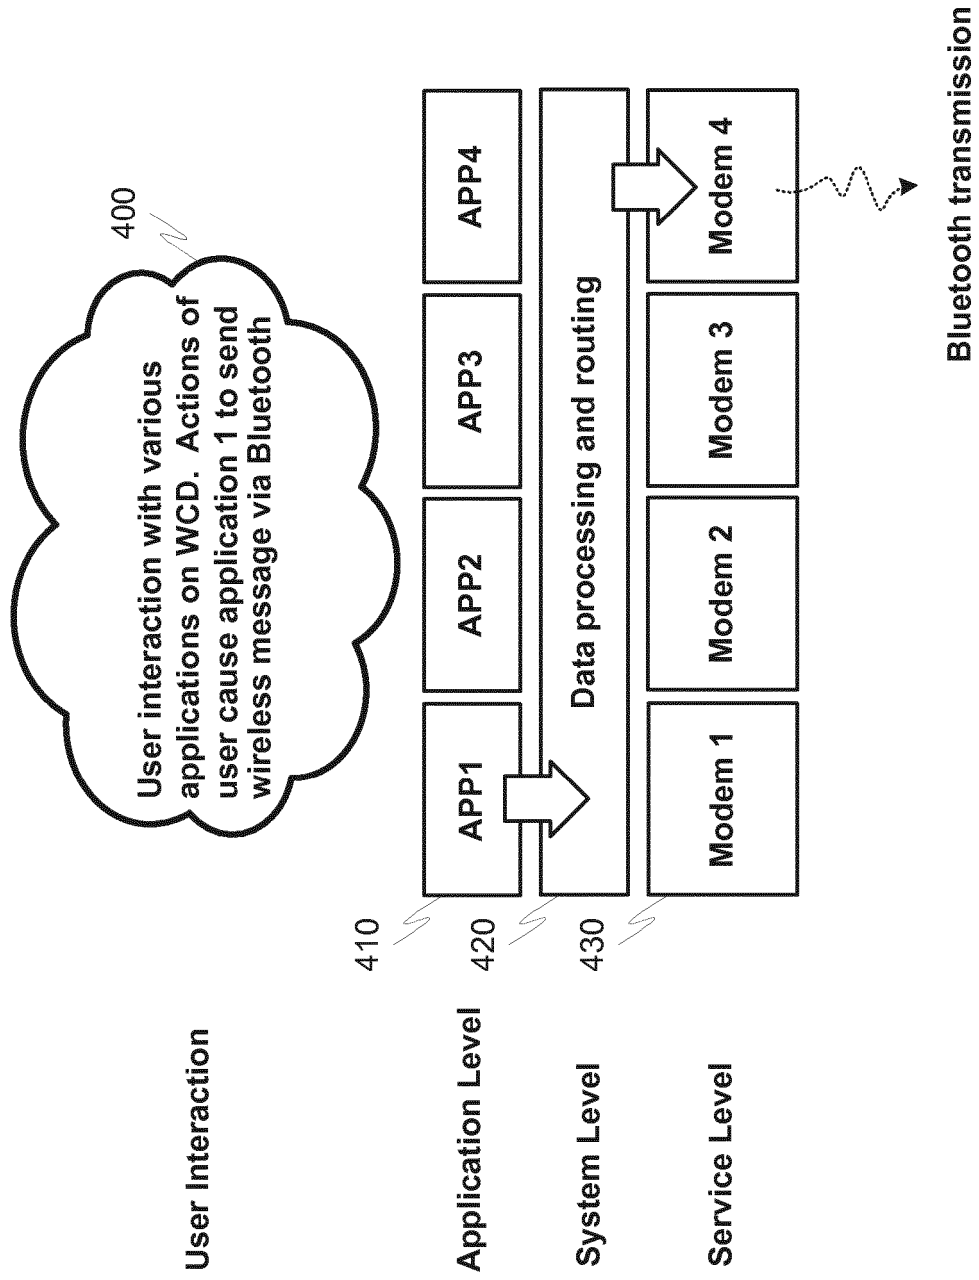 400
User Interaction
User interaction with various
applications on WCD. Actions of
user cause application 1 to send
wireless message via Bluetooth
410
Application Level
APP1
APP2
APP3
APP4
420
System Level
Data processing and routing
430
Service Level
Modem 1
Modem 2
Modem 3
Modem 4
Bluetooth transmission